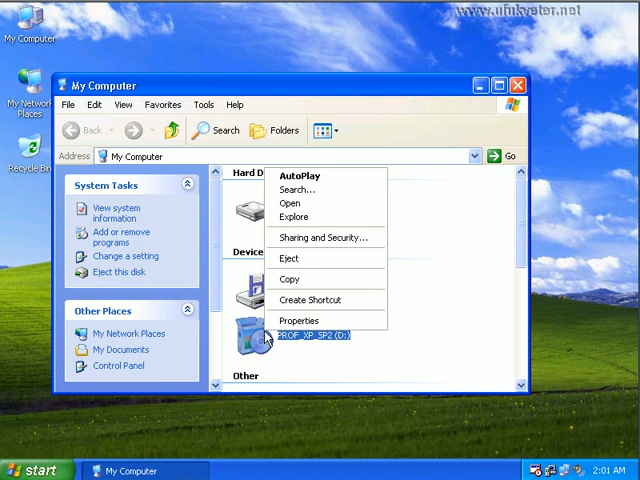 www.ufukveter.net
My Computer
My Network
Places
Recycle Bin
My Computer
File Edit View Favorites Tools Help
Back Search Folders
Address My Computer Go
System Tasks
View system
information
Add or remove
programs
Change a setting
Eject this disk
Other Places
My Network Places
My Documents
Control Panel
Hard D
Device
AutoPlay
Search...
Open
Explore
Sharing and Security...
Eject
Copy
Create Shortcut
Properties
PROF_XP_SP2 (D:)
Other
start My Computer 2:01 AM